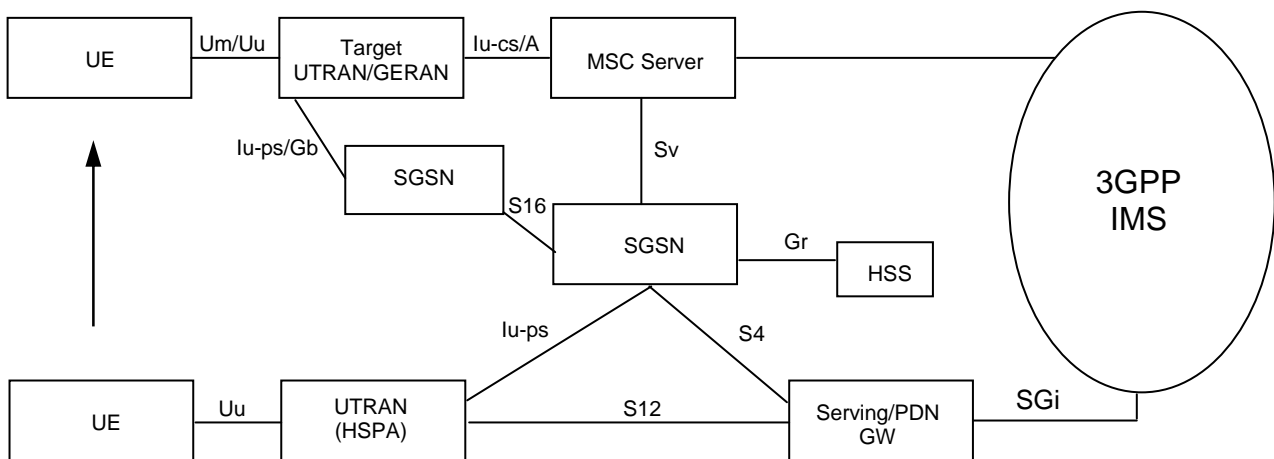 UE
Um/Uu
Target
UTRAN/GERAN
Iu-cs/A
MSC Server
Iu-ps/Gb
SGSN
Sv
S16
SGSN
Gr
HSS
3GPP
IMS
Iu-ps
S4
UE
Uu
UTRAN
(HSPA)
S12
Serving/PDN
GW
SGi